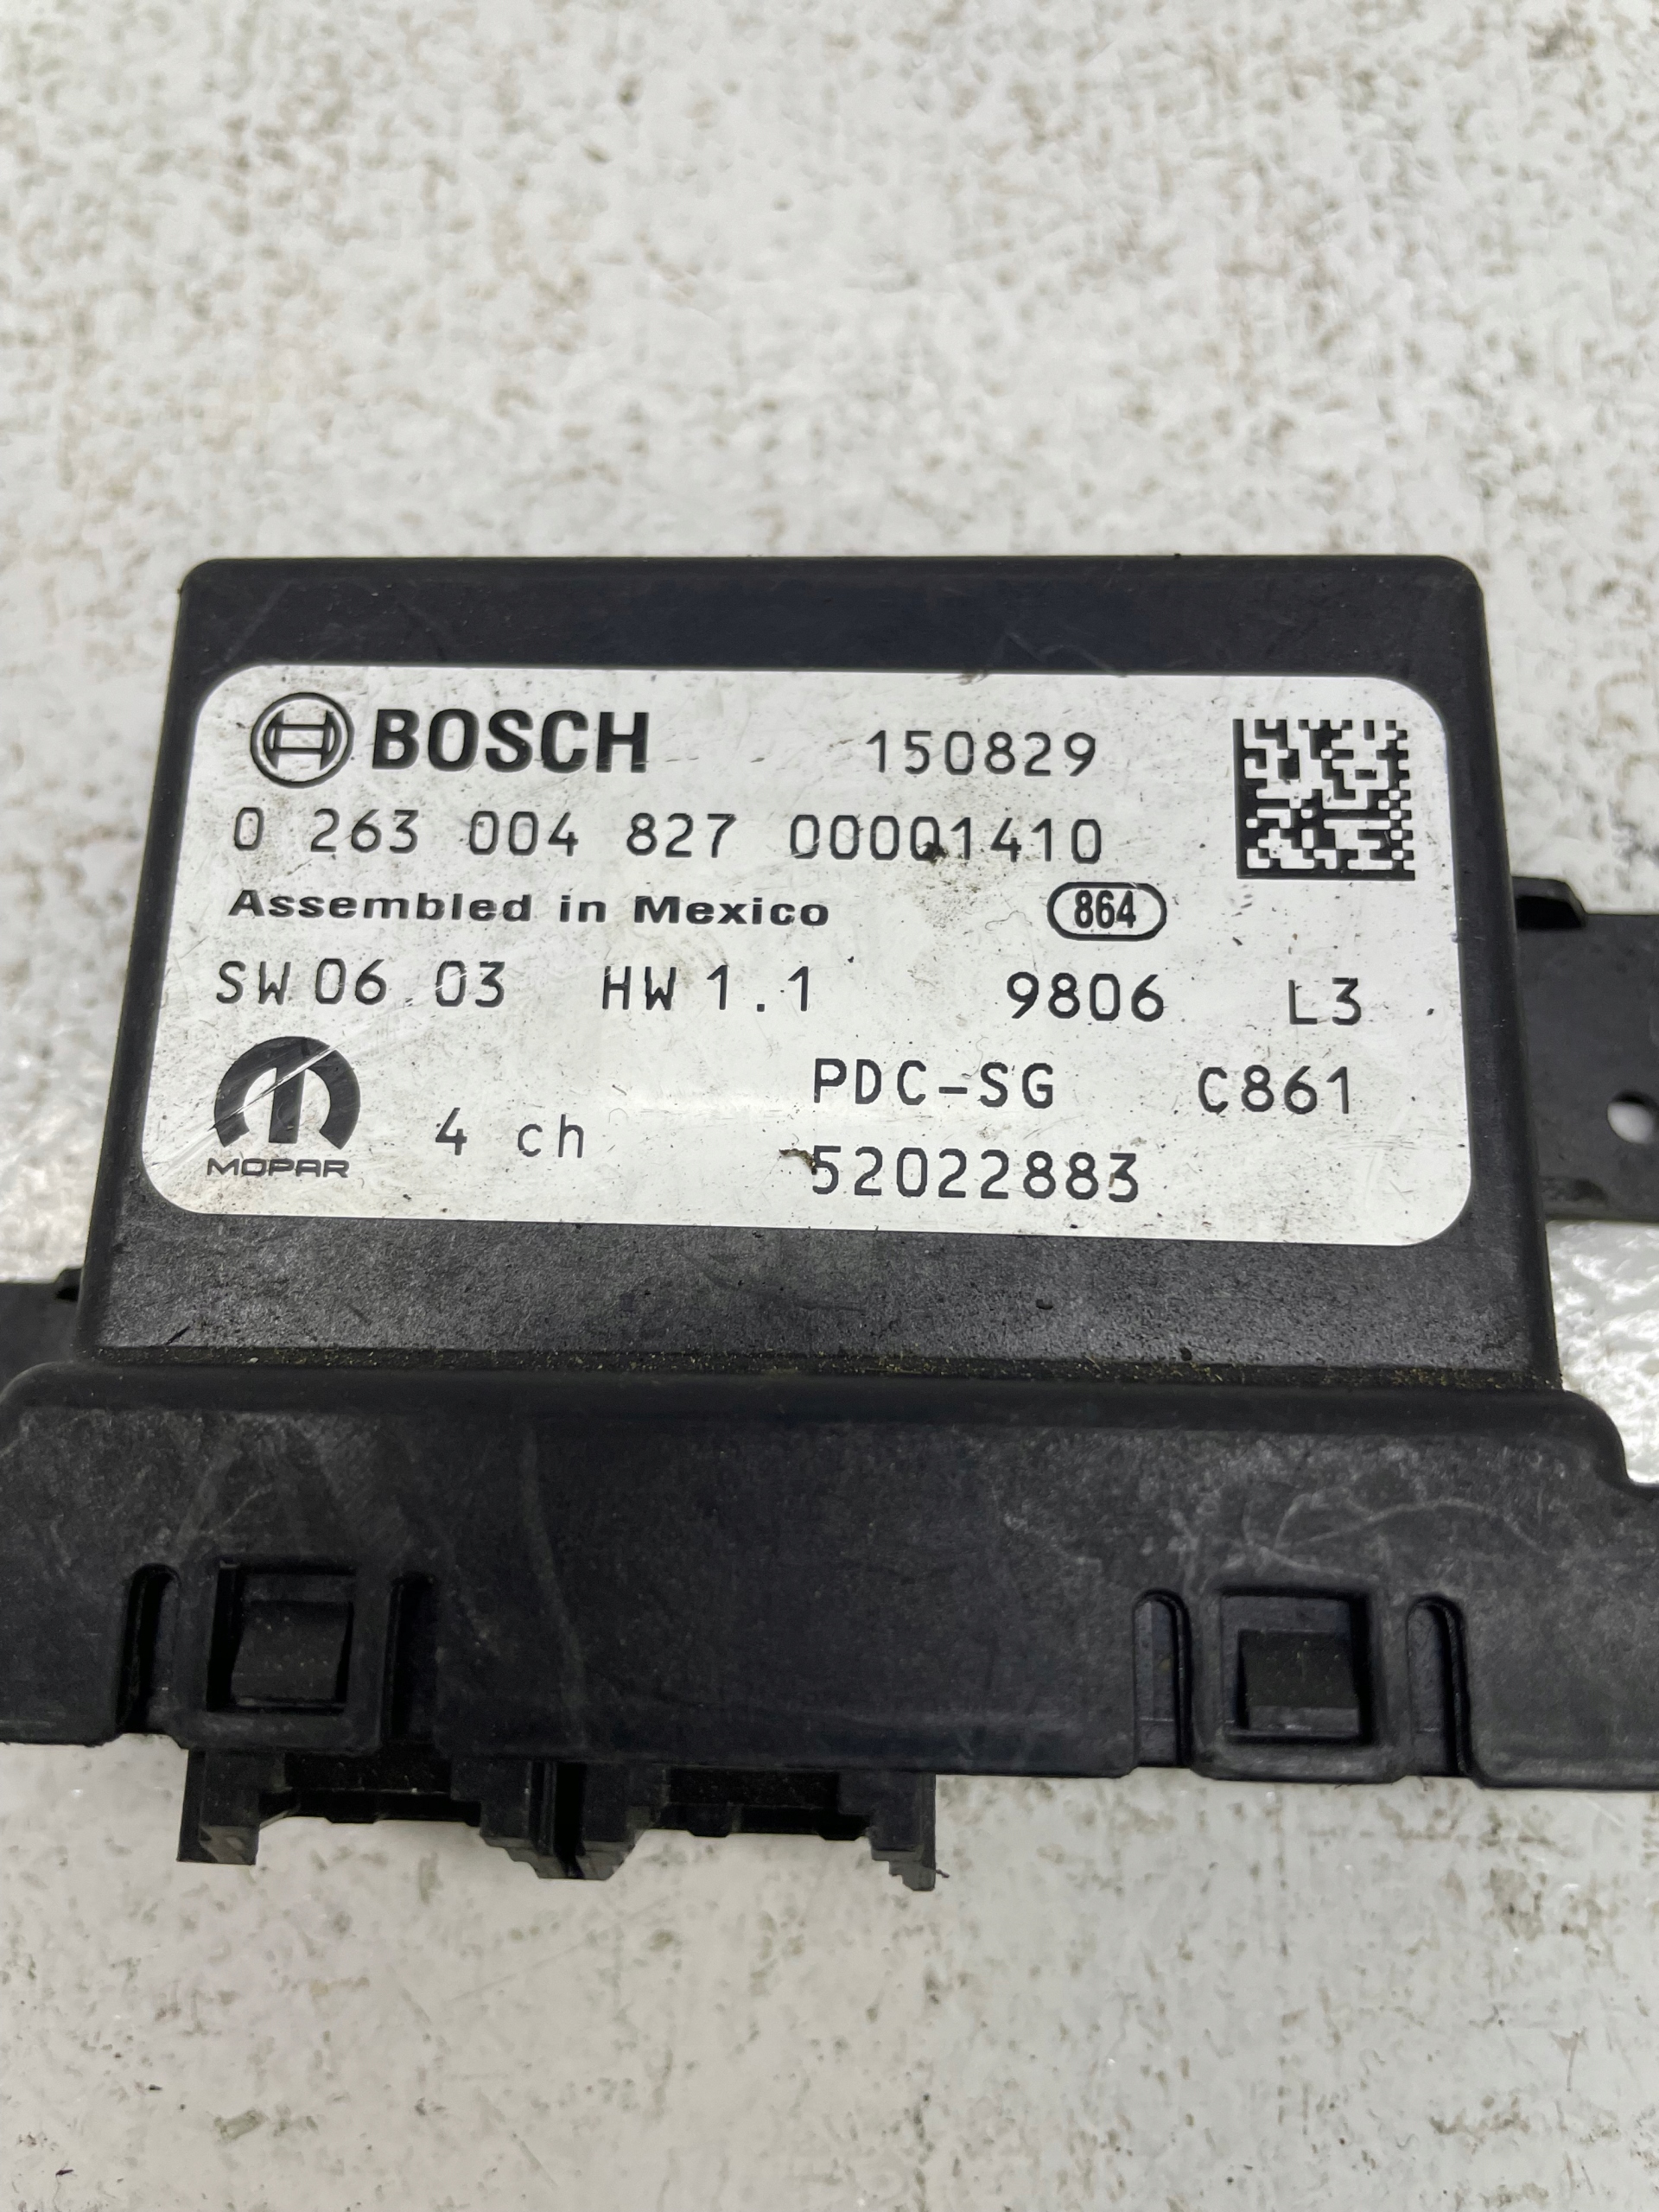 BOSCH 150829
0 263 004 827 00001410
Assembled in Mexico 864
SW 06 03 HW 1.1 9806 L3
PDC-SG C861
MOPAR 4 ch 52022883